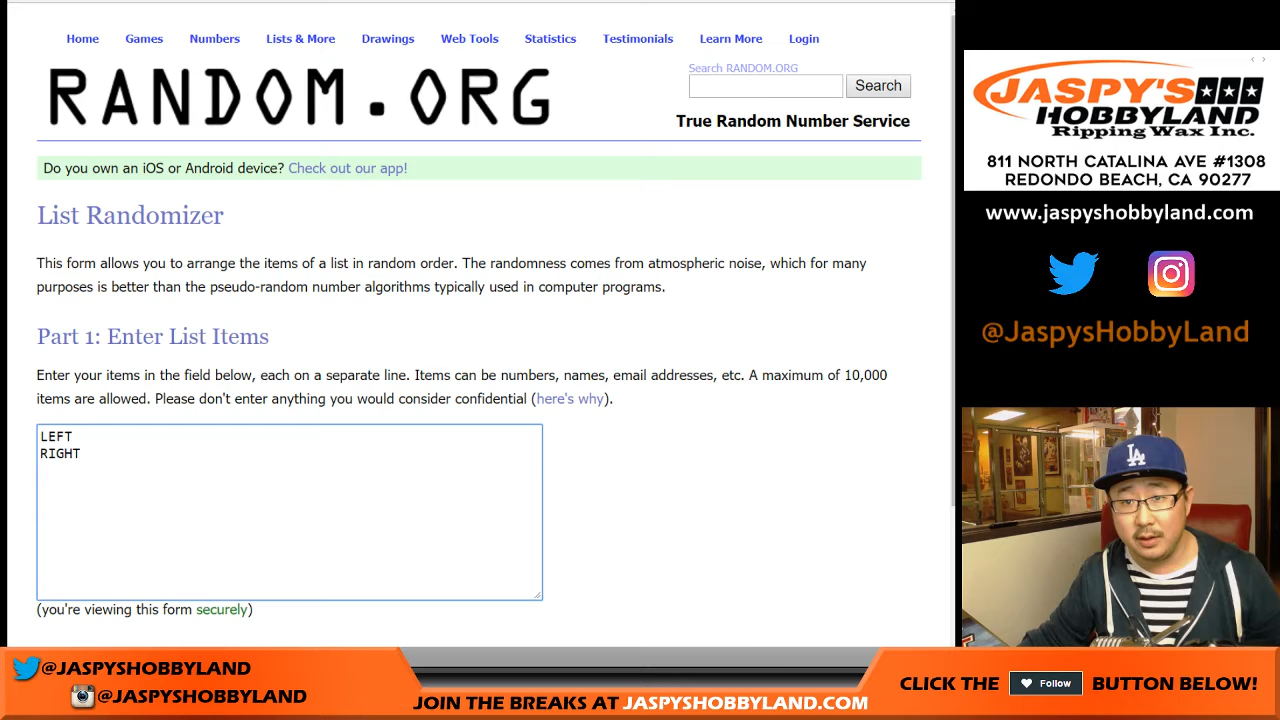 Home Games Numbers Lists & More Drawings Web Tools Statistics Testimonials Learn More Login
RANDOM.ORG
Search RANDOM.ORG
Search
True Random Number Service
Do you own an iOS or Android device? Check out our app!
List Randomizer
This form allows you to arrange the items of a list in random order. The randomness comes from atmospheric noise, which for many
purposes is better than the pseudo-random number algorithms typically used in computer programs.
Part 1: Enter List Items
Enter your items in the field below, each on a separate line. Items can be numbers, names, email addresses, etc. A maximum of 10,000
items are allowed. Please don't enter anything you would consider confidential (here's why).
LEFT
RIGHT
(you're viewing this form securely)
JASPY'S
HOBBYLAND
Ripping Wax Inc.
811 NORTH CATALINA AVE #1308
REDONDO BEACH, CA 90277
www.jaspyshobbyland.com
@JaspysHobbyLand
LA
@JASPYSHOBBYLAND
@JASPYSHOBBYLAND
JOIN THE BREAKS AT JASPYSHOBBYLAND.COM
CLICK THE Follow BUTTON BELOW!